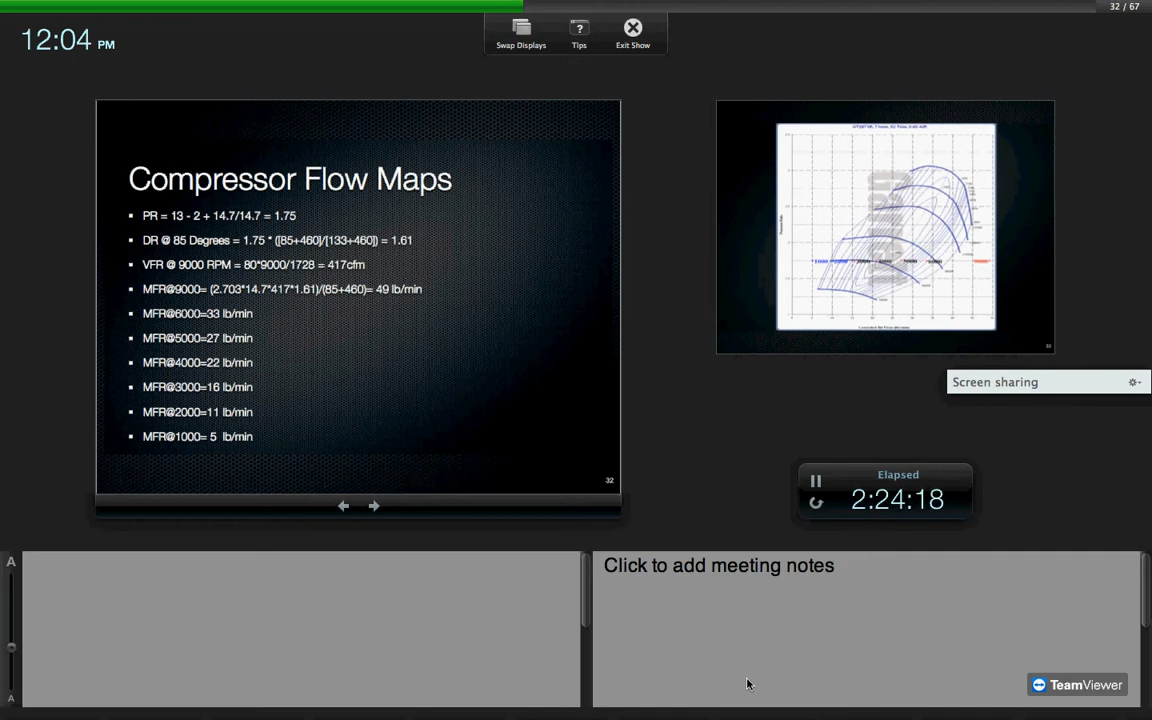 32 / 67
12:04 PM
Swap Displays
Tips
Exit Show
Compressor Flow Maps
PR = 13 - 2 + 14.7/14.7 = 1.75
DR @ 85 Degrees = 1.75 * ([85+460]/[133+460]) = 1.61
VFR @ 9000 RPM = 80*9000/1728 = 417cfm
MFR@9000= (2.703*14.7*417*1.61)/(85+460)= 49 lb/min
MFR@6000=33 lb/min
MFR@5000=27 lb/min
MFR@4000=22 lb/min
MFR@3000=16 lb/min
MFR@2000=11 lb/min
MFR@1000= 5 lb/min
32
Screen sharing
Elapsed
2:24:18
A
A
Click to add meeting notes
TeamViewer